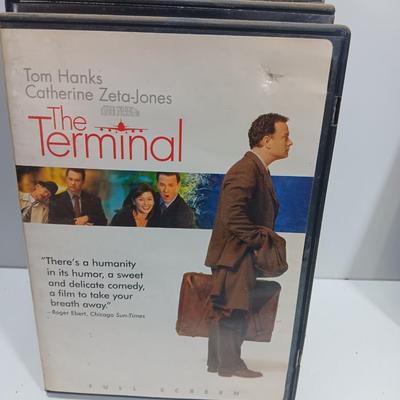 Tom Hanks
Catherine Zeta-Jones
The
Terminal
"There's a humanity
in its humor, a sweet
and delicate comedy,
a film to take your
breath away."
– Roger Ebert, Chicago Sun-Times
FULL SCREEN